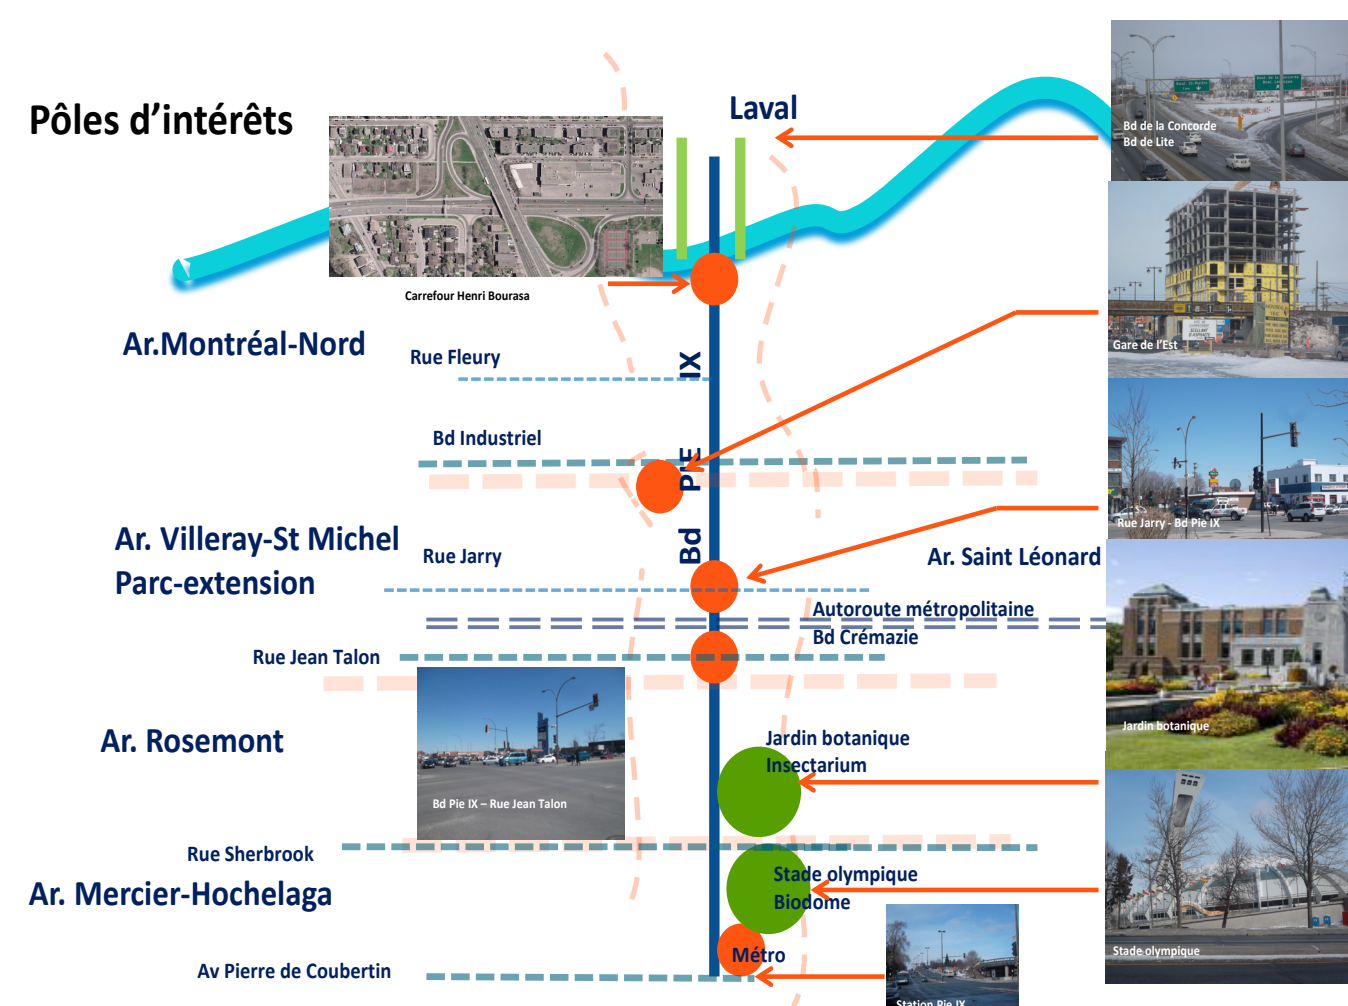 Pôles d’intérêts
Laval
Bd de la Concorde
Bd de Lite
Carrefour Henri Bourasa
Ar.Montréal-Nord
Rue Fleury
Gare de l’Est
Bd Industriel
Bd PIE IX
Rue Jarry - Bd Pie IX
Ar. Villeray-St Michel
Parc-extension
Rue Jarry
Ar. Saint Léonard
Autoroute métropolitaine
Bd Crémazie
Rue Jean Talon
Jardin botanique
Ar. Rosemont
Jardin botanique
Insectarium
Bd Pie IX – Rue Jean Talon
Rue Sherbrook
Ar. Mercier-Hochelaga
Stade olympique
Biodome
Métro
Stade olympique
Av Pierre de Coubertin
Station Pie IX